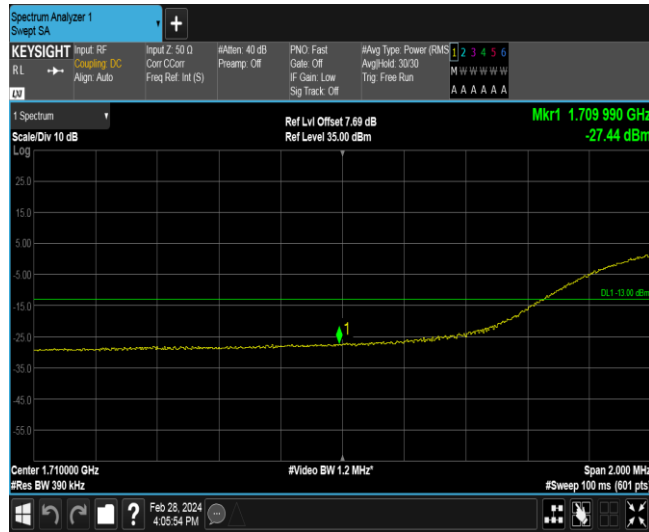 Spectrum Analyzer 1
Swept SA
+
KEYSIGHT
RL
LXI
Input: RF
Coupling: DC
Align: Auto
Input Z: 50 Ω
Corr CCorr
Freq Ref: Int (S)
#Atten: 40 dB
Preamp: Off
PNO: Fast
Gate: Off
IF Gain: Low
Sig Track: Off
#Avg Type: Power (RMS
Avg|Hold: 30/30
Trig: Free Run
1 2 3 4 5 6
M W W W W W
A A A A A A
1 Spectrum
Scale/Div 10 dB
Log
Ref Lvl Offset 7.69 dB
Ref Level 35.00 dBm
Mkr1 1.709 990 GHz
-27.44 dBm
25.0
15.0
5.00
-5.00
DL1 -13.00 dBm
-15.0
1
-25.0
-35.0
-45.0
-55.0
Center 1.710000 GHz
#Res BW 390 kHz
#Video BW 1.2 MHz*
Span 2.000 MHz
#Sweep 100 ms (601 pts)
?
Feb 28, 2024
4:05:54 PM